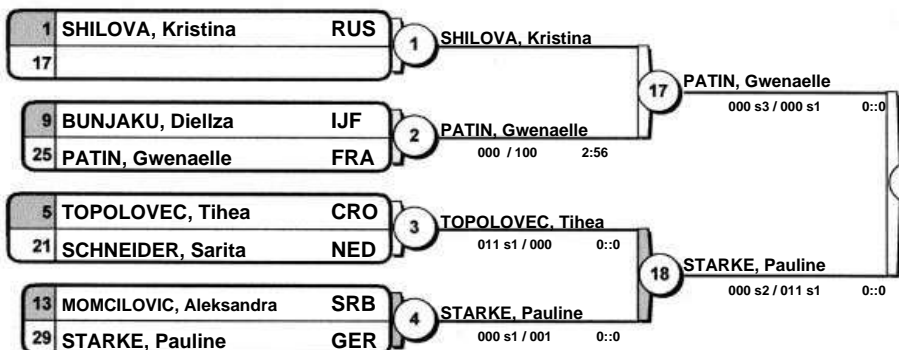 1 SHILOVA, Kristina RUS
17
1
SHILOVA, Kristina
9 BUNJAKU, Diellza IJF
25 PATIN, Gwenaelle FRA
2
PATIN, Gwenaelle
000 / 100 2:56
17
PATIN, Gwenaelle
000 s3 / 000 s1 0::0
5 TOPOLOVEC, Tihea CRO
21 SCHNEIDER, Sarita NED
3
TOPOLOVEC, Tihea
011 s1 / 000 0::0
13 MOMCILOVIC, Aleksandra SRB
29 STARKE, Pauline GER
4
STARKE, Pauline
000 s1 / 001 0::0
18
STARKE, Pauline
000 s2 / 011 s1 0::0